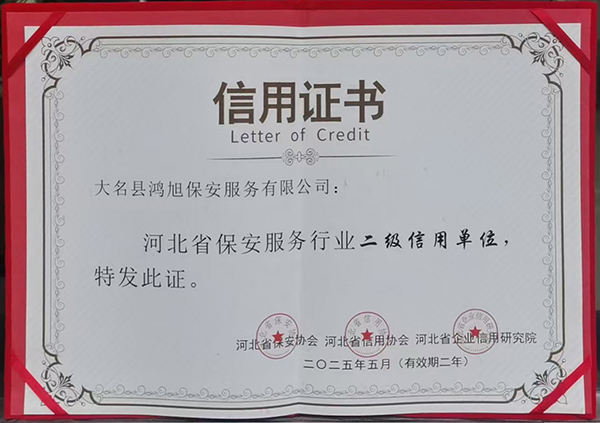 信用证书
Letter of Credit
大名县鸿旭保安服务有限公司：
河北省保安服务行业二级信用单位，
特发此证。
河北省保安协会 河北省信用协会 河北省企业信用研究院
二〇二五年五月（有效期二年）